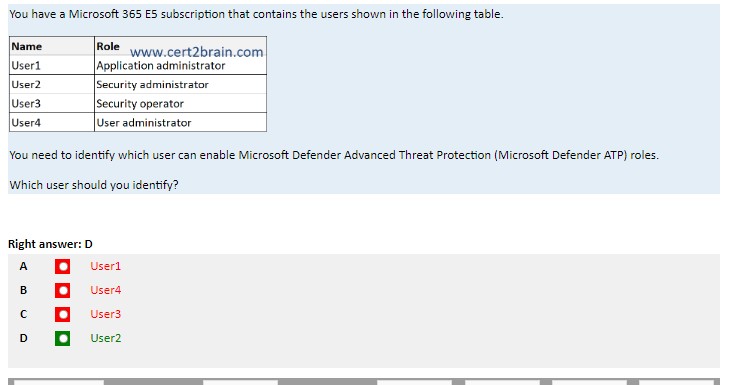 You have a Microsoft 365 E5 subscription that contains the users shown in the following table.
Name Role www.cert2brain.com
User1 Application administrator
User2 Security administrator
User3 Security operator
User4 User administrator
You need to identify which user can enable Microsoft Defender Advanced Threat Protection (Microsoft Defender ATP) roles.
Which user should you identify?
Right answer: D
A User1
B User4
C User3
D User2